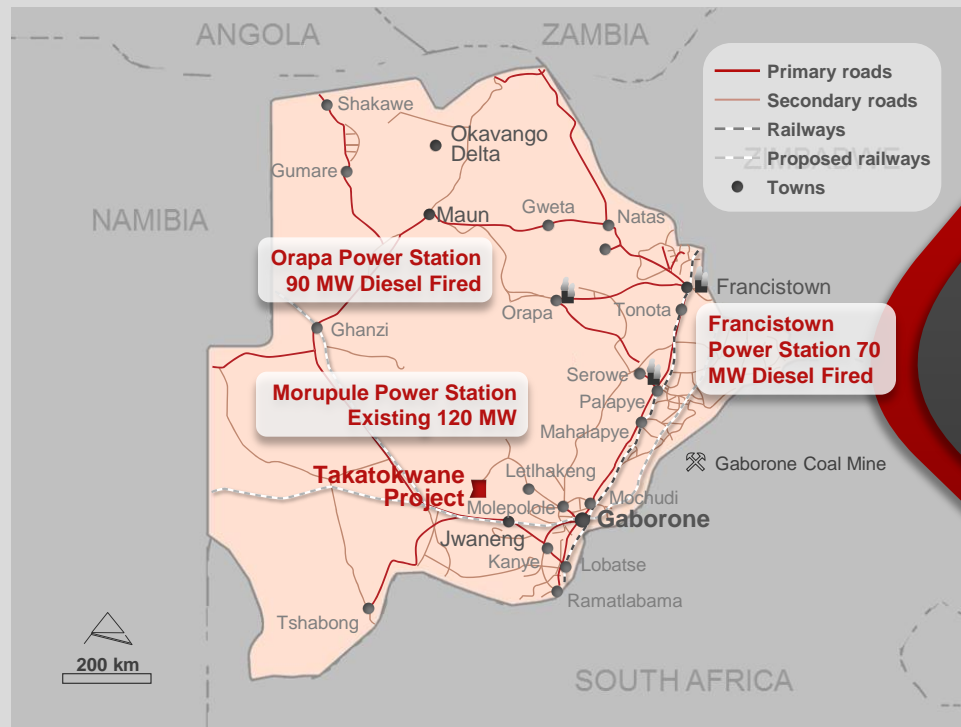 ANGOLA
ZAMBIA
Primary roads
Secondary roads
Railways
ZIMBABWE
Proposed railways
Towns
Shakawe
Okavango
Delta
Gumare
NAMIBIA
Maun
Gweta
Natas
Orapa Power Station
90 MW Diesel Fired
Francistown
Orapa
Tonota
Ghanzi
Francistown
Power Station 70
MW Diesel Fired
Serowe
Palapye
Morupule Power Station
Existing 120 MW
Mahalapye
Gaborone Coal Mine
Takatokwane
Project
Letlhakeng
Molepolole
Mochudi
Gaborone
Jwaneng
Kanye
Lobatse
Ramatlabama
Tshabong
200 km
SOUTH AFRICA